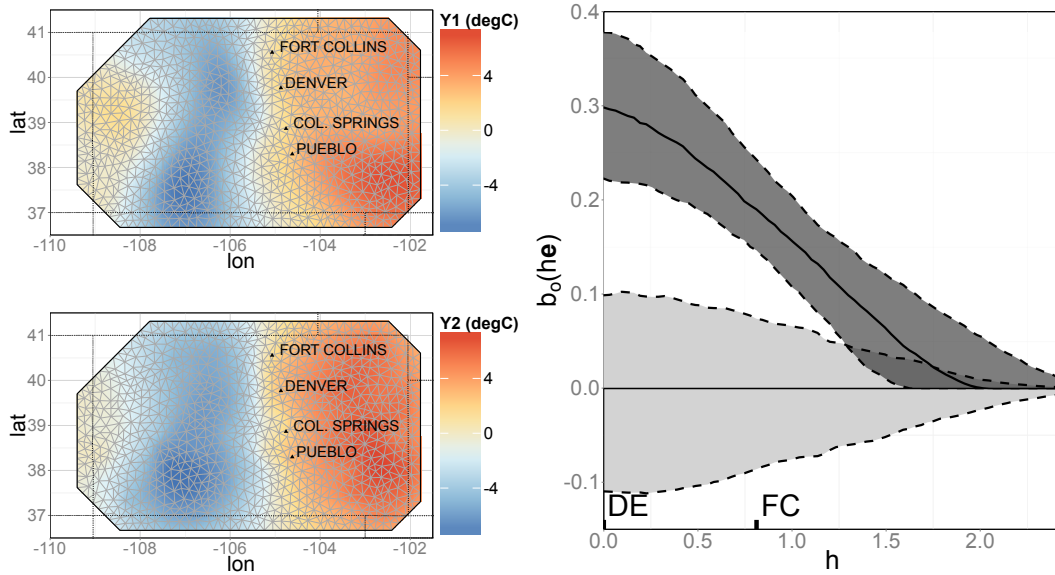 Y1 (degC)
41
40
39
38
37
lat
FORT COLLINS
DENVER
COL. SPRINGS
PUEBLO
4
0
-4
-110
-108
-106
-104
-102
lon
Y2 (degC)
41
40
39
38
37
lat
FORT COLLINS
DENVER
COL. SPRINGS
PUEBLO
4
0
-4
-110
-108
-106
-104
-102
lon
0.4
0.3
0.2
0.1
0.0
-0.1
b₀(he)
DE
FC
0.0
0.5
1.0
1.5
2.0
h